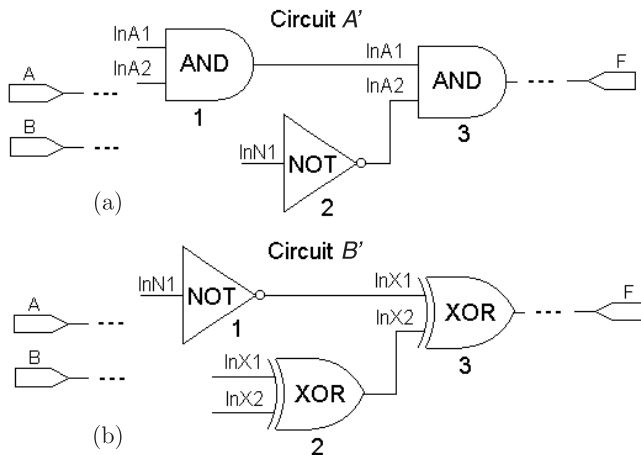 Circuit A'
InA1
InA2
AND
1
InA1
InA2
AND
3
A
B
F
InN1
NOT
2
(a)
Circuit B'
InN1
NOT
1
InX1
InX2
XOR
3
A
B
F
InX1
InX2
XOR
2
(b)